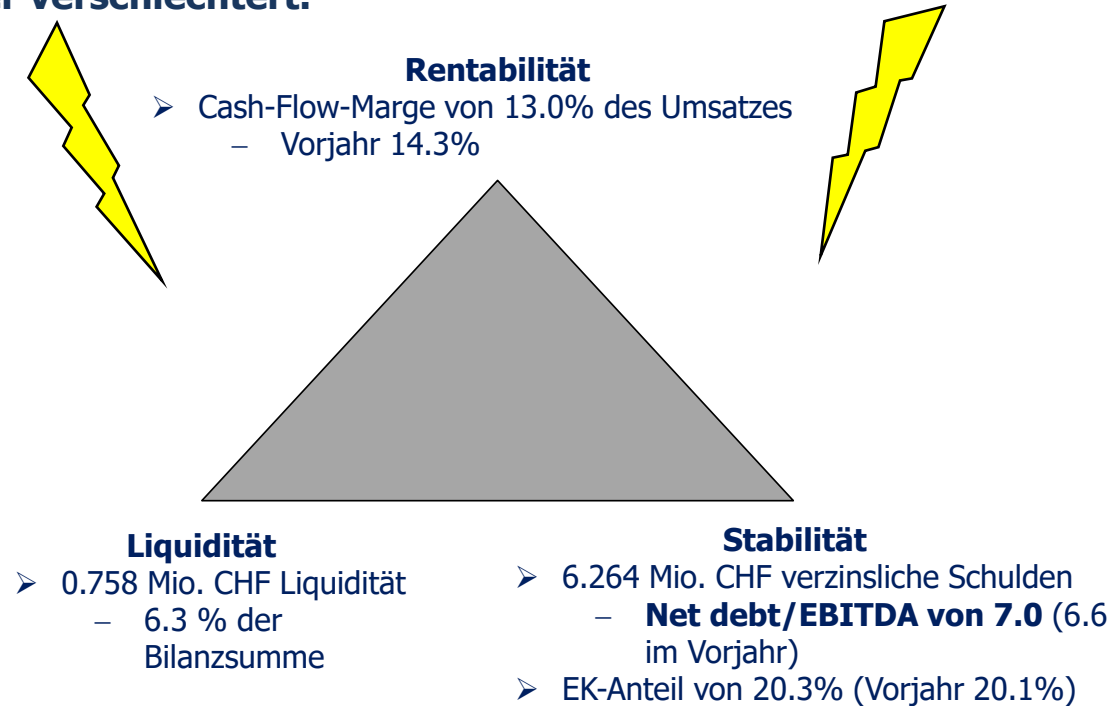 verschlechtert.
Rentabilität
➢ Cash-Flow-Marge von 13.0% des Umsatzes
– Vorjahr 14.3%
Liquidität
➢ 0.758 Mio. CHF Liquidität
– 6.3 % der
Bilanzsumme
Stabilität
➢ 6.264 Mio. CHF verzinsliche Schulden
– Net debt/EBITDA von 7.0 (6.6
im Vorjahr)
➢ EK-Anteil von 20.3% (Vorjahr 20.1%)